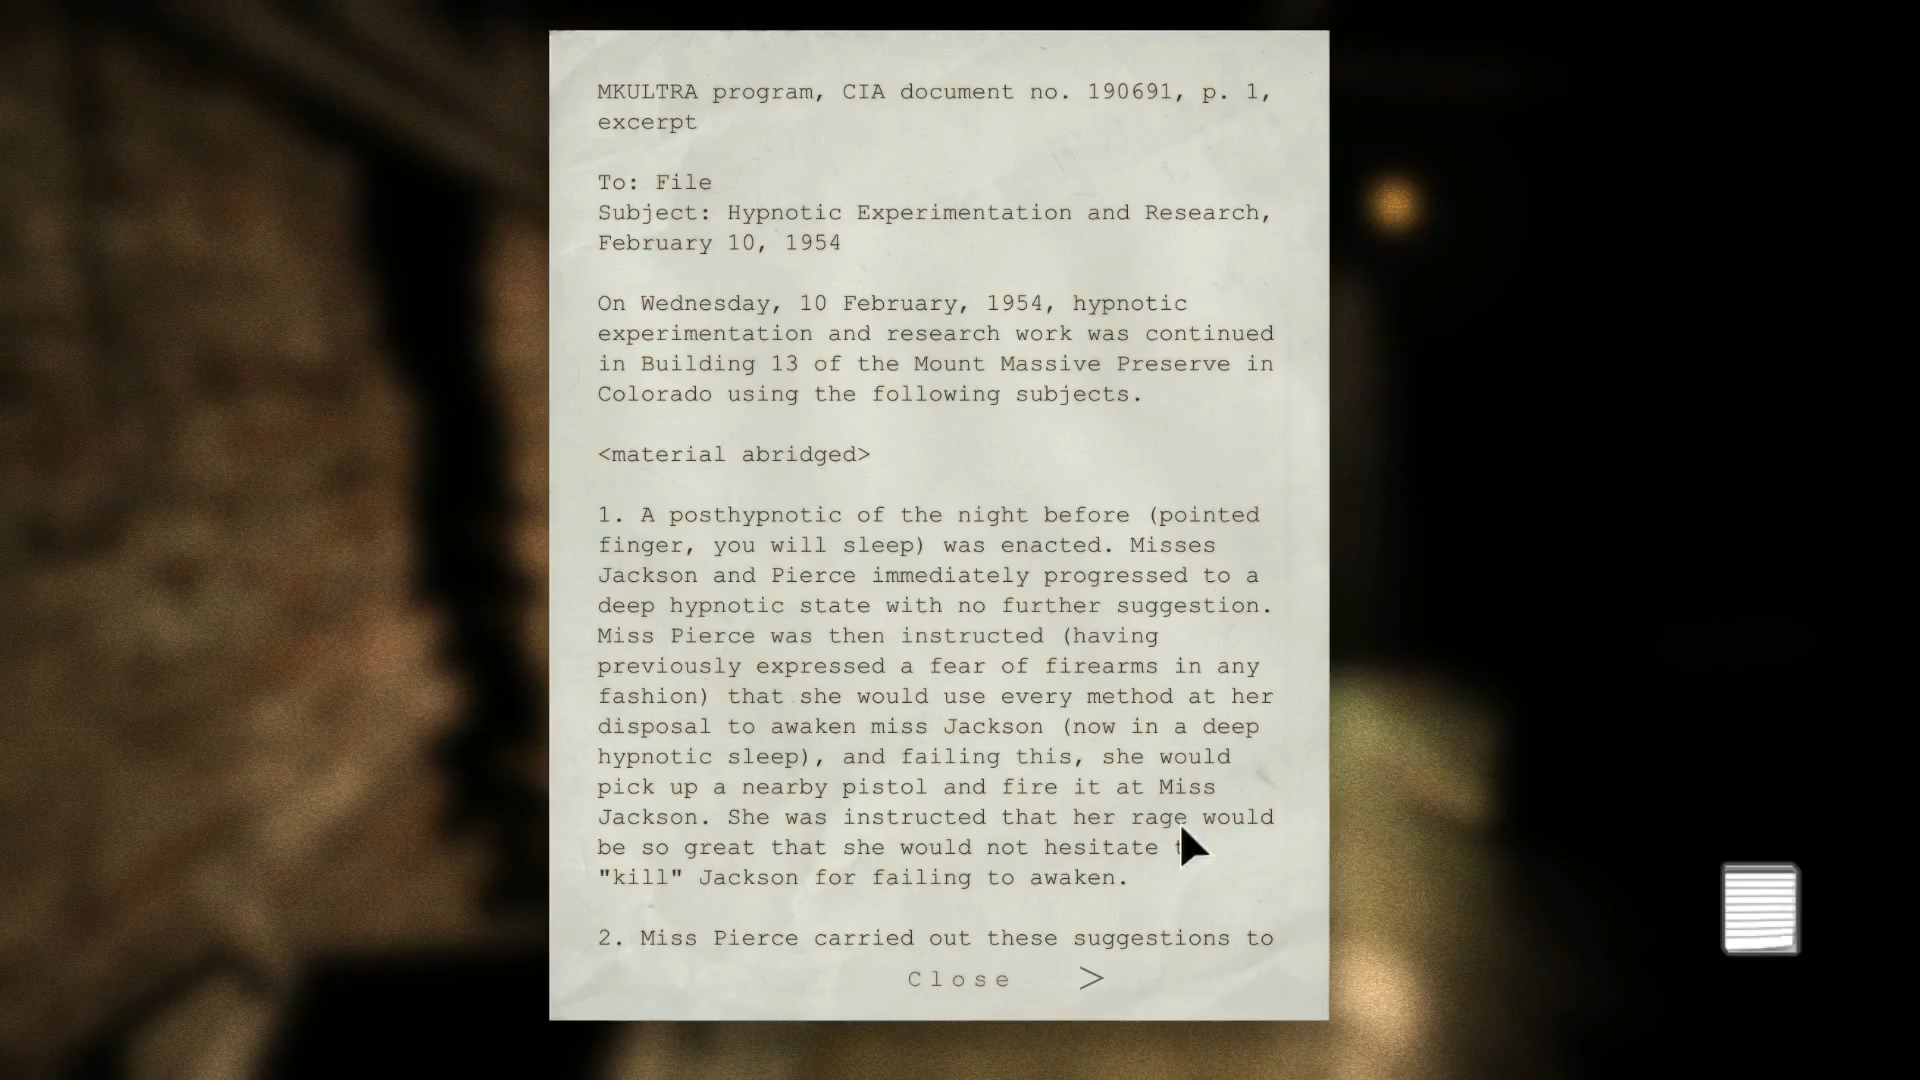 MKULTRA program, CIA document no. 190691, p. 1,
excerpt
To: File
Subject: Hypnotic Experimentation and Research,
February 10, 1954
On Wednesday, 10 February, 1954, hypnotic
experimentation and research work was continued
in Building 13 of the Mount Massive Preserve in
Colorado using the following subjects.
<material abridged>
1. A posthypnotic of the night before (pointed
finger, you will sleep) was enacted. Misses
Jackson and Pierce immediately progressed to a
deep hypnotic state with no further suggestion.
Miss Pierce was then instructed (having
previously expressed a fear of firearms in any
fashion) that she would use every method at her
disposal to awaken miss Jackson (now in a deep
hypnotic sleep), and failing this, she would
pick up a nearby pistol and fire it at Miss
Jackson. She was instructed that her rage would
be so great that she would not hesitate
"kill" Jackson for failing to awaken.
2. Miss Pierce carried out these suggestions to
Close >